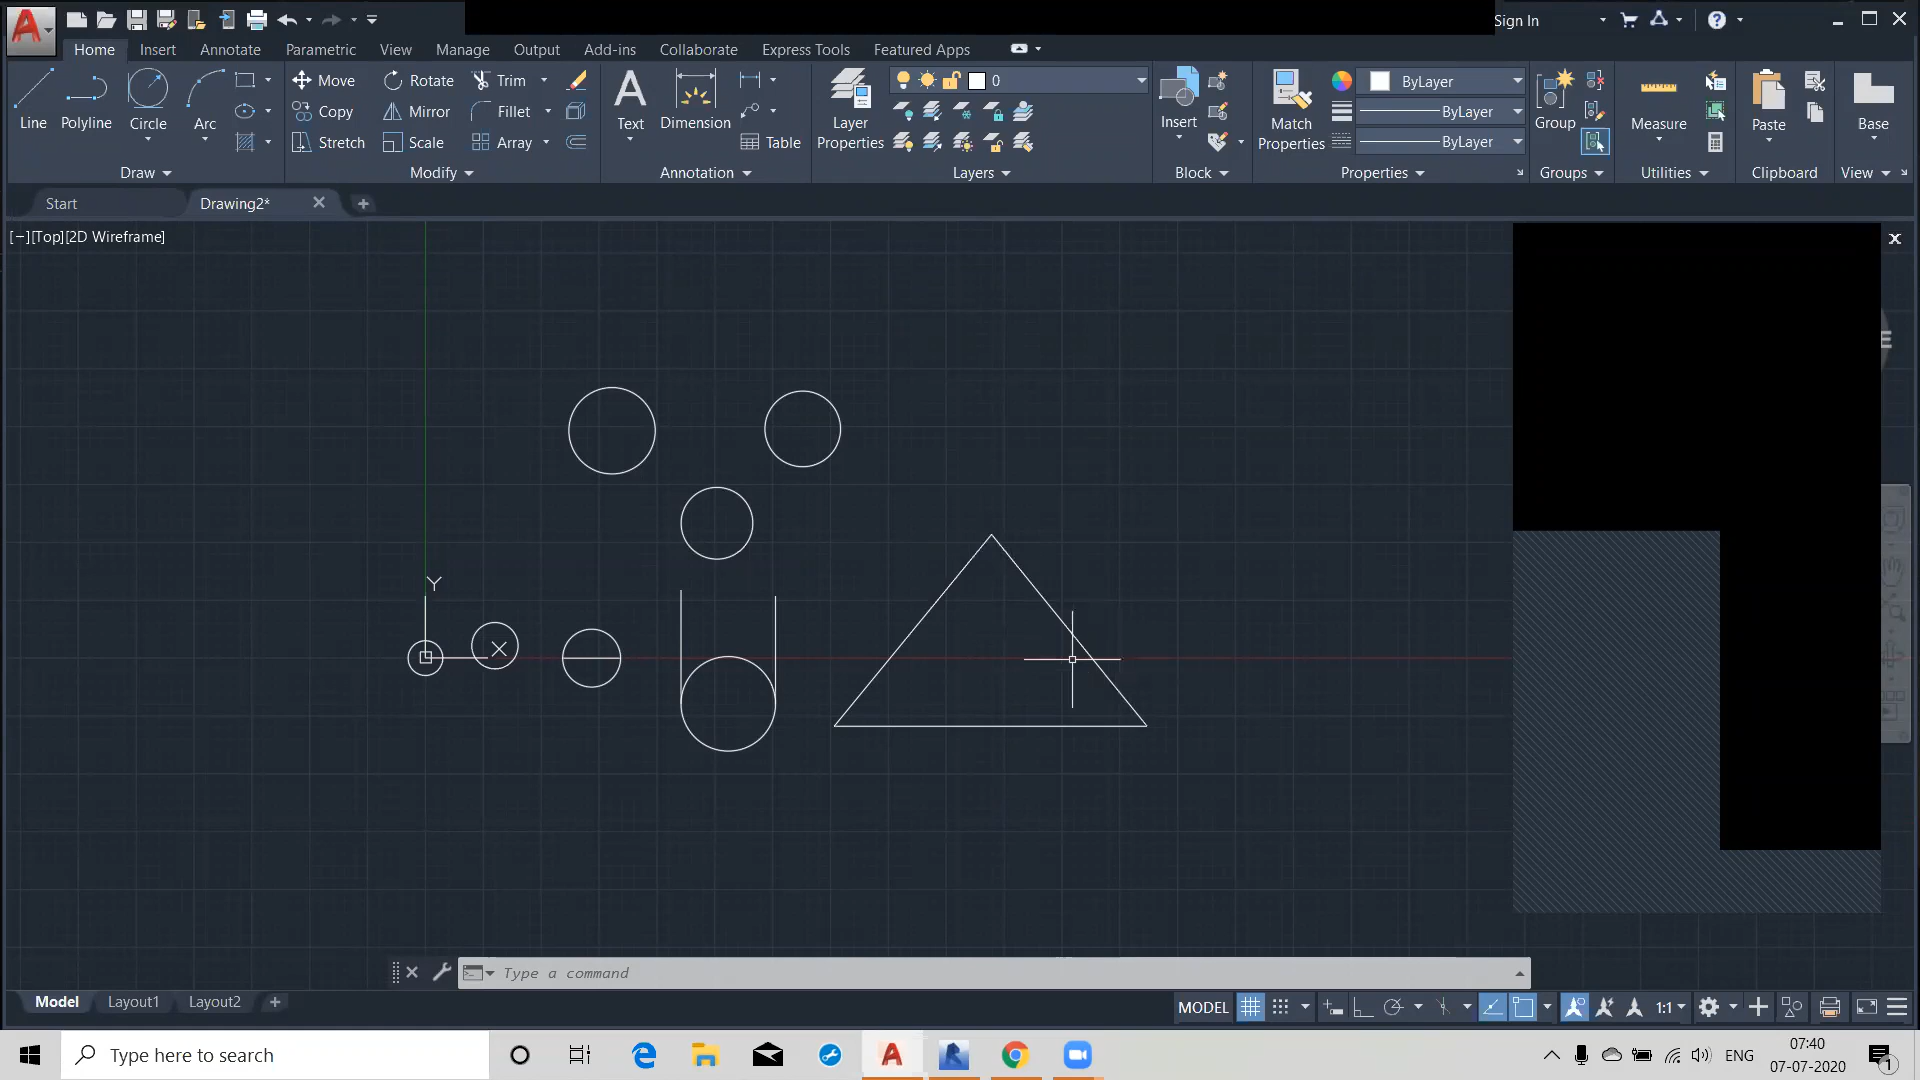 Sign In
Home Insert Annotate Parametric View Manage Output Add-ins Collaborate Express Tools Featured Apps
Line Polyline Circle Arc
Move Rotate Trim
Copy Mirror Fillet
Stretch Scale Array
Text Dimension Table
Layer Properties
0
Insert
Match Properties
ByLayer
ByLayer
ByLayer
Group
Measure
Paste
Base
Draw Modify Annotation Layers Block Properties Groups Utilities Clipboard View
Start Drawing2*
[−][Top][2D Wireframe]
Y
X
Type a command
Model Layout1 Layout2
MODEL 1:1
Type here to search
ENG
07:40
07-07-2020
1